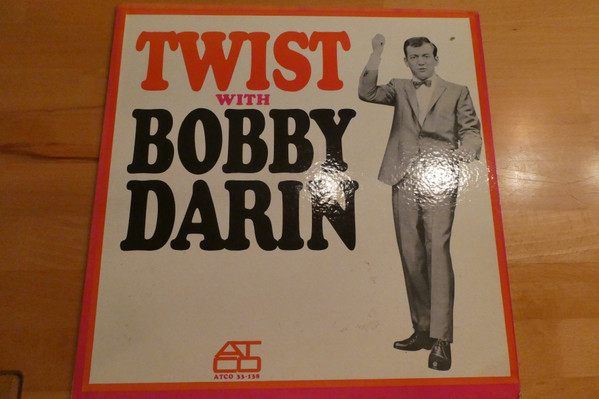 TWIST
WITH
BOBBY
DARIN
ATCO
ATCO 33-138